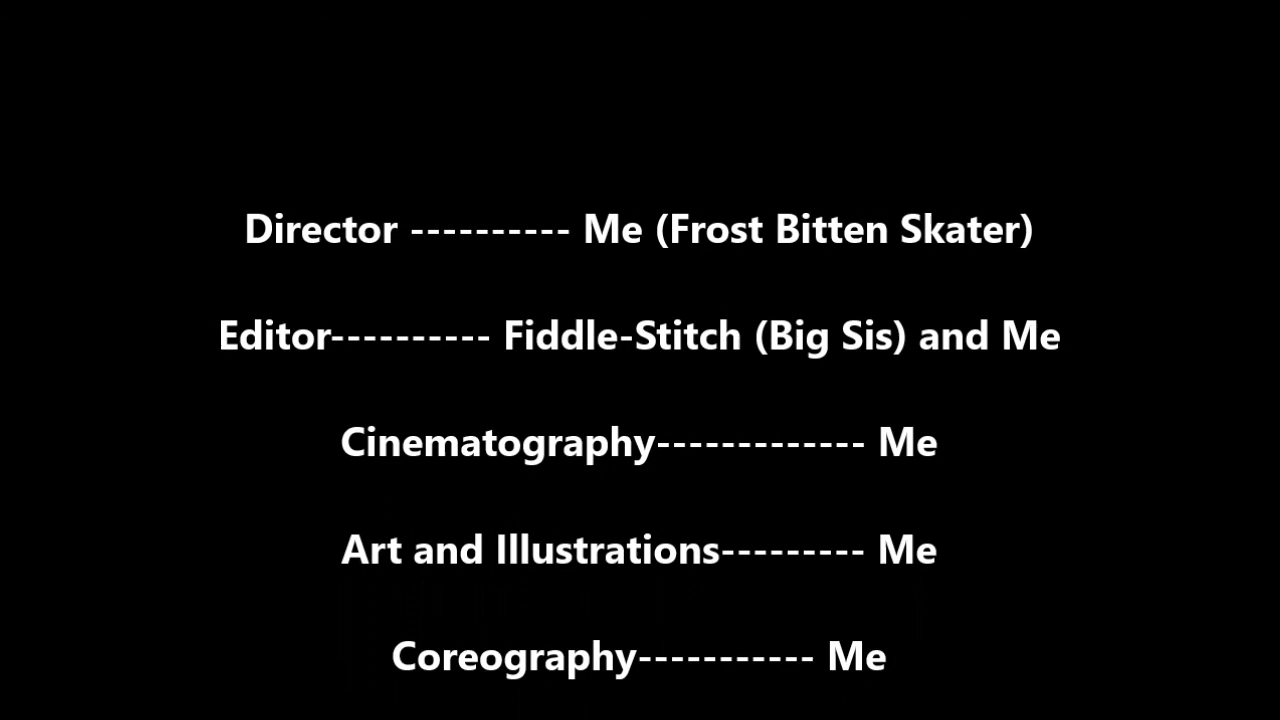 Director ---------- Me (Frost Bitten Skater)
Editor---------- Fiddle-Stitch (Big Sis) and Me
Cinematography------------- Me
Art and Illustrations--------- Me
Coreography----------- Me